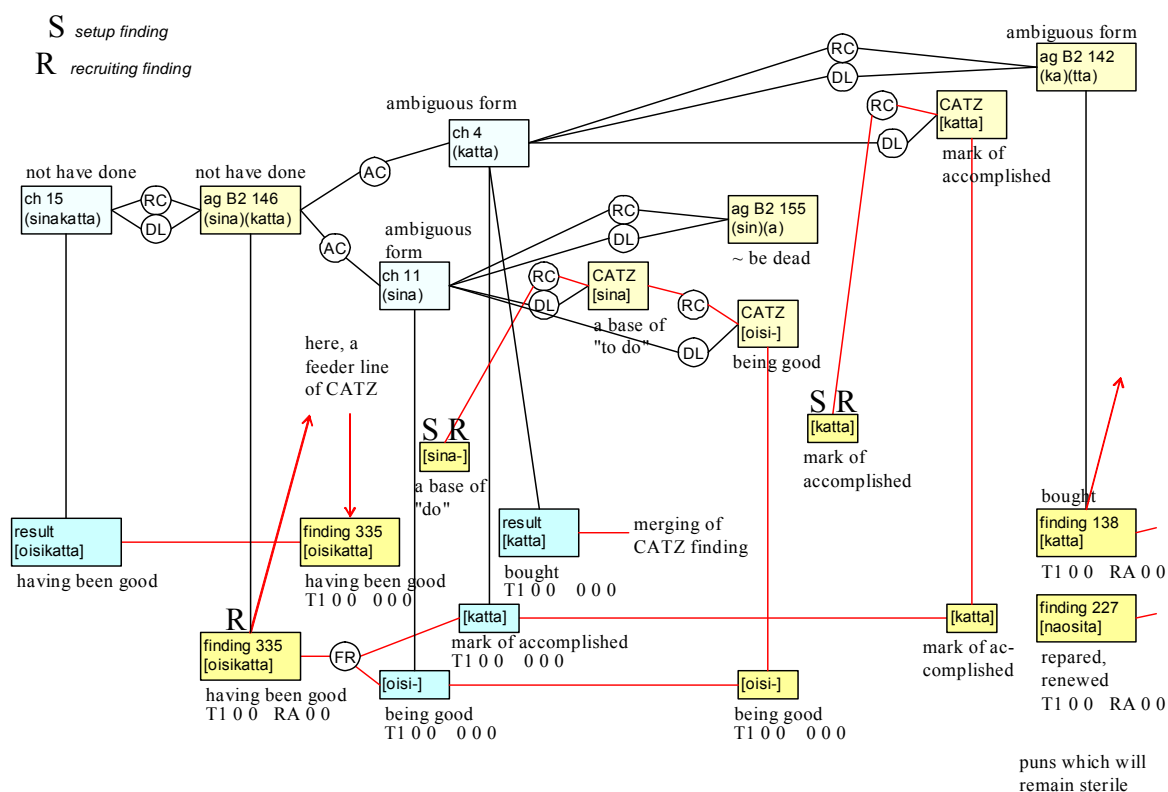 S setup finding
R recruiting finding
ambiguous form
ag B2 142
(ka)(tta)
RC
DL
CATZ
[katta]
RC
DL
mark of
accomplished
ambiguous form
ch 4
(katta)
AC
not have done
ch 15
(sinakatta)
RC
DL
not have done
ag B2 146
(sina)(katta)
AC
ambiguous
form
ch 11
(sina)
RC
DL
ag B2 155
(sin)(a)
~ be dead
RC
DL
CATZ
[sina]
a base of
"to do"
RC
DL
CATZ
[oisi-]
being good
here, a
feeder line
of CATZ
S R
[sina-]
a base of
"do"
S R
[katta]
mark of
accomplished
result
[oisikatta]
having been good
finding 335
[oisikatta]
having been good
T1 0 0 0 0 0
result
[katta]
bought
T1 0 0 0 0 0
merging of
CATZ finding
bought
finding 138
[katta]
T1 0 0 RA 0 0
R
finding 335
[oisikatta]
having been good
T1 0 0 RA 0 0
FR
[katta]
mark of accomplished
T1 0 0 0 0 0
[oisi-]
being good
T1 0 0 0 0 0
[oisi-]
being good
T1 0 0 0 0 0
[katta]
mark of ac-
complished
finding 227
[naosita]
repared,
renewed
T1 0 0 RA 0 0
puns which will
remain sterile